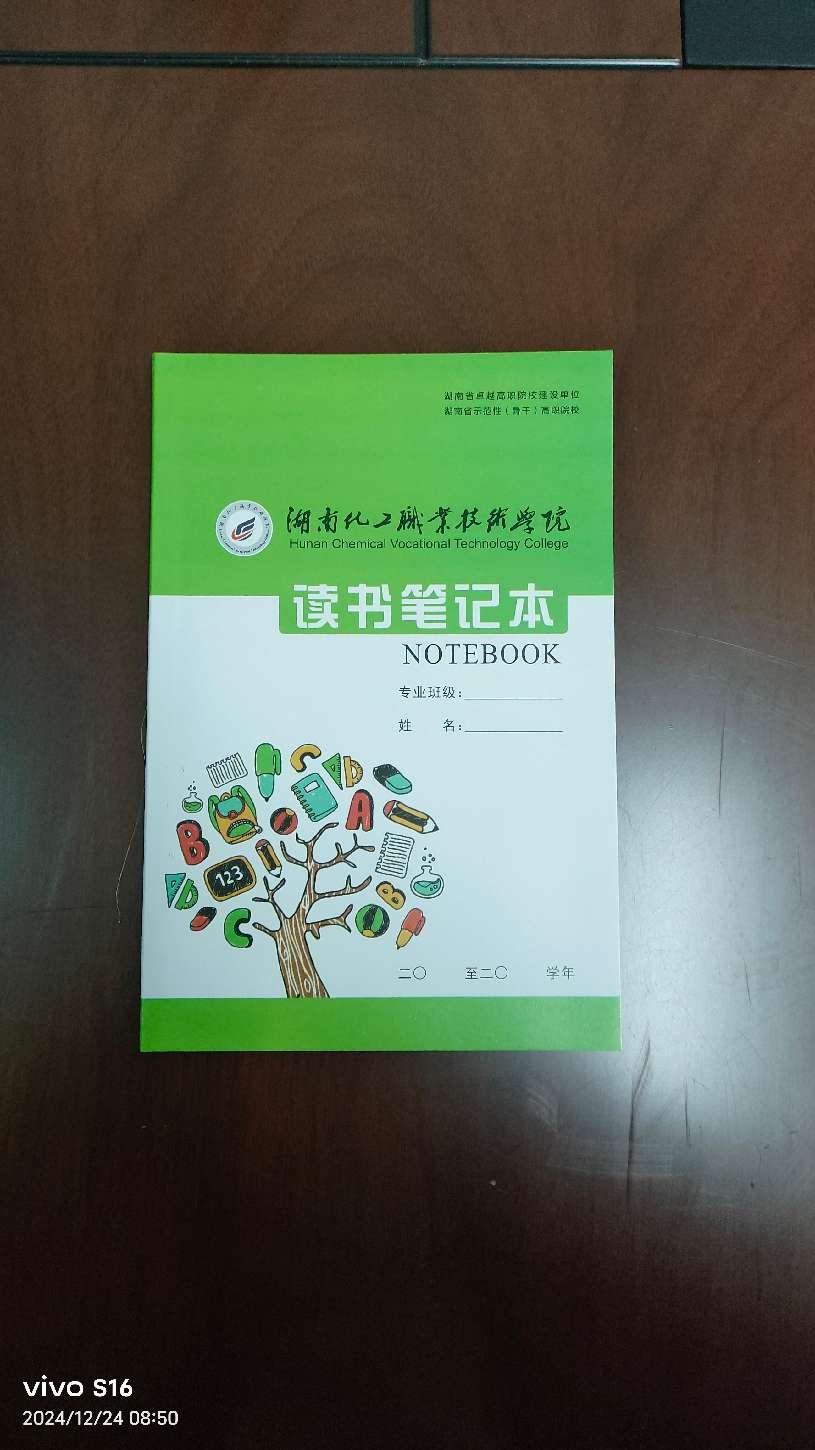 湖南省卓越高职院校建设单位
湖南省示范性（骨干）高职院校
湖南化工職業技術學院
Hunan Chemical Vocational Technology College
读书笔记本
NOTEBOOK
专业班级：
姓 名：
A
B
123
B
C
二〇 至二〇 学年
vivo S16
2024/12/24 08:50